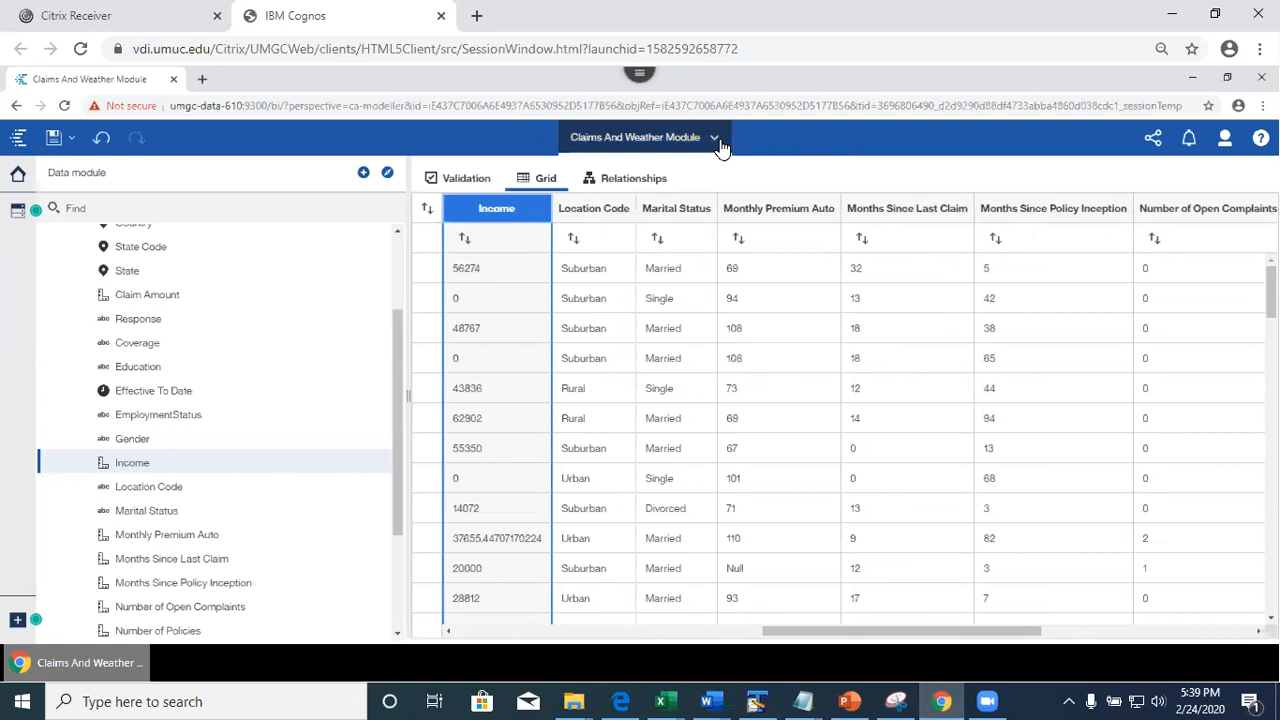 Citrix Receiver
IBM Cognos
vdi.umuc.edu/Citrix/UMGCWeb/clients/HTML5Client/src/SessionWindow.html?launchid=1582592658772
Claims And Weather Module
Not secure umgc-data-610:9300/bi/?perspective=ca-modeller&id=iE437C7006A6E4937A6530952D5177B56&objRef=iE437C7006A6E4937A6530952D5177B56&tid=3696806490_d2d9290d88df4733abba4860d038cdc1_sessionTemp
Claims And Weather Module
Data module
Validation Grid Relationships
Find
Country
State Code
State
Claim Amount
abc Response
abc Coverage
abc Education
Effective To Date
abc EmploymentStatus
abc Gender
Income
abc Location Code
abc Marital Status
Monthly Premium Auto
Months Since Last Claim
Months Since Policy Inception
Number of Open Complaints
Number of Policies
Income Location Code Marital Status Monthly Premium Auto Months Since Last Claim Months Since Policy Inception Number of Open Complaints
56274 Suburban Married 69 32 5 0
0 Suburban Single 94 13 42 0
48767 Suburban Married 108 18 38 0
0 Suburban Married 108 18 65 0
43836 Rural Single 73 12 44 0
62902 Rural Married 69 14 94 0
55350 Suburban Married 67 0 13 0
0 Urban Single 101 0 68 0
14072 Suburban Divorced 71 13 3 0
37655.44707170224 Urban Married 110 9 82 2
20000 Suburban Married Null 12 3 1
28812 Urban Married 93 17 7 0
Claims And Weather ...
Type here to search
5:39 PM
2/24/2020